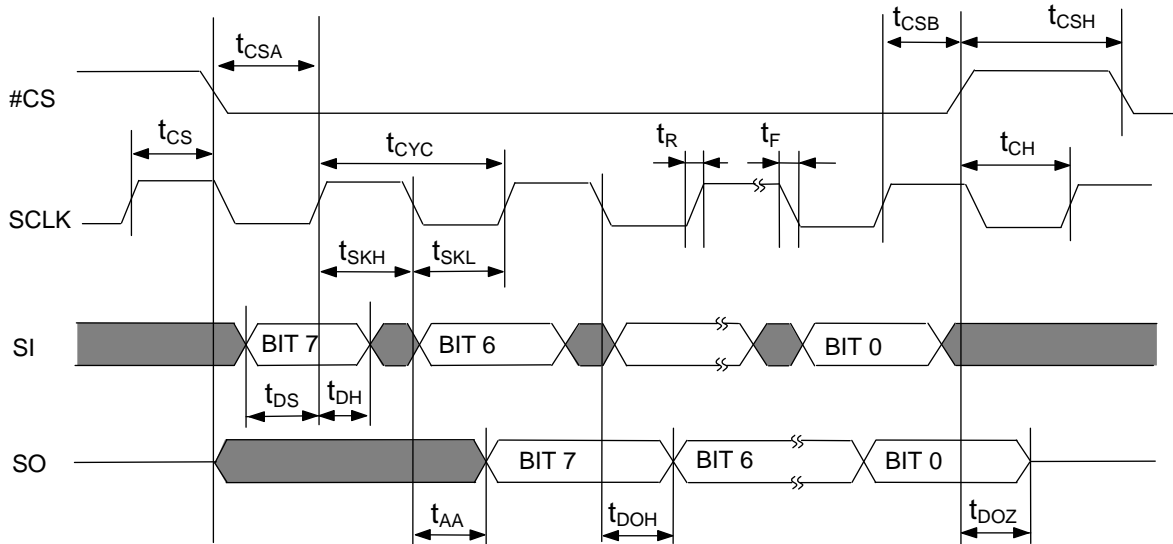 tCSA
tCSB
tCSH
#CS
tCS
tCYC
tR
tF
tCH
SCLK
tSKH
tSKL
SI
BIT 7
BIT 6
BIT 0
tDS
tDH
SO
BIT 7
BIT 6
BIT 0
tAA
tDOH
tDOZ